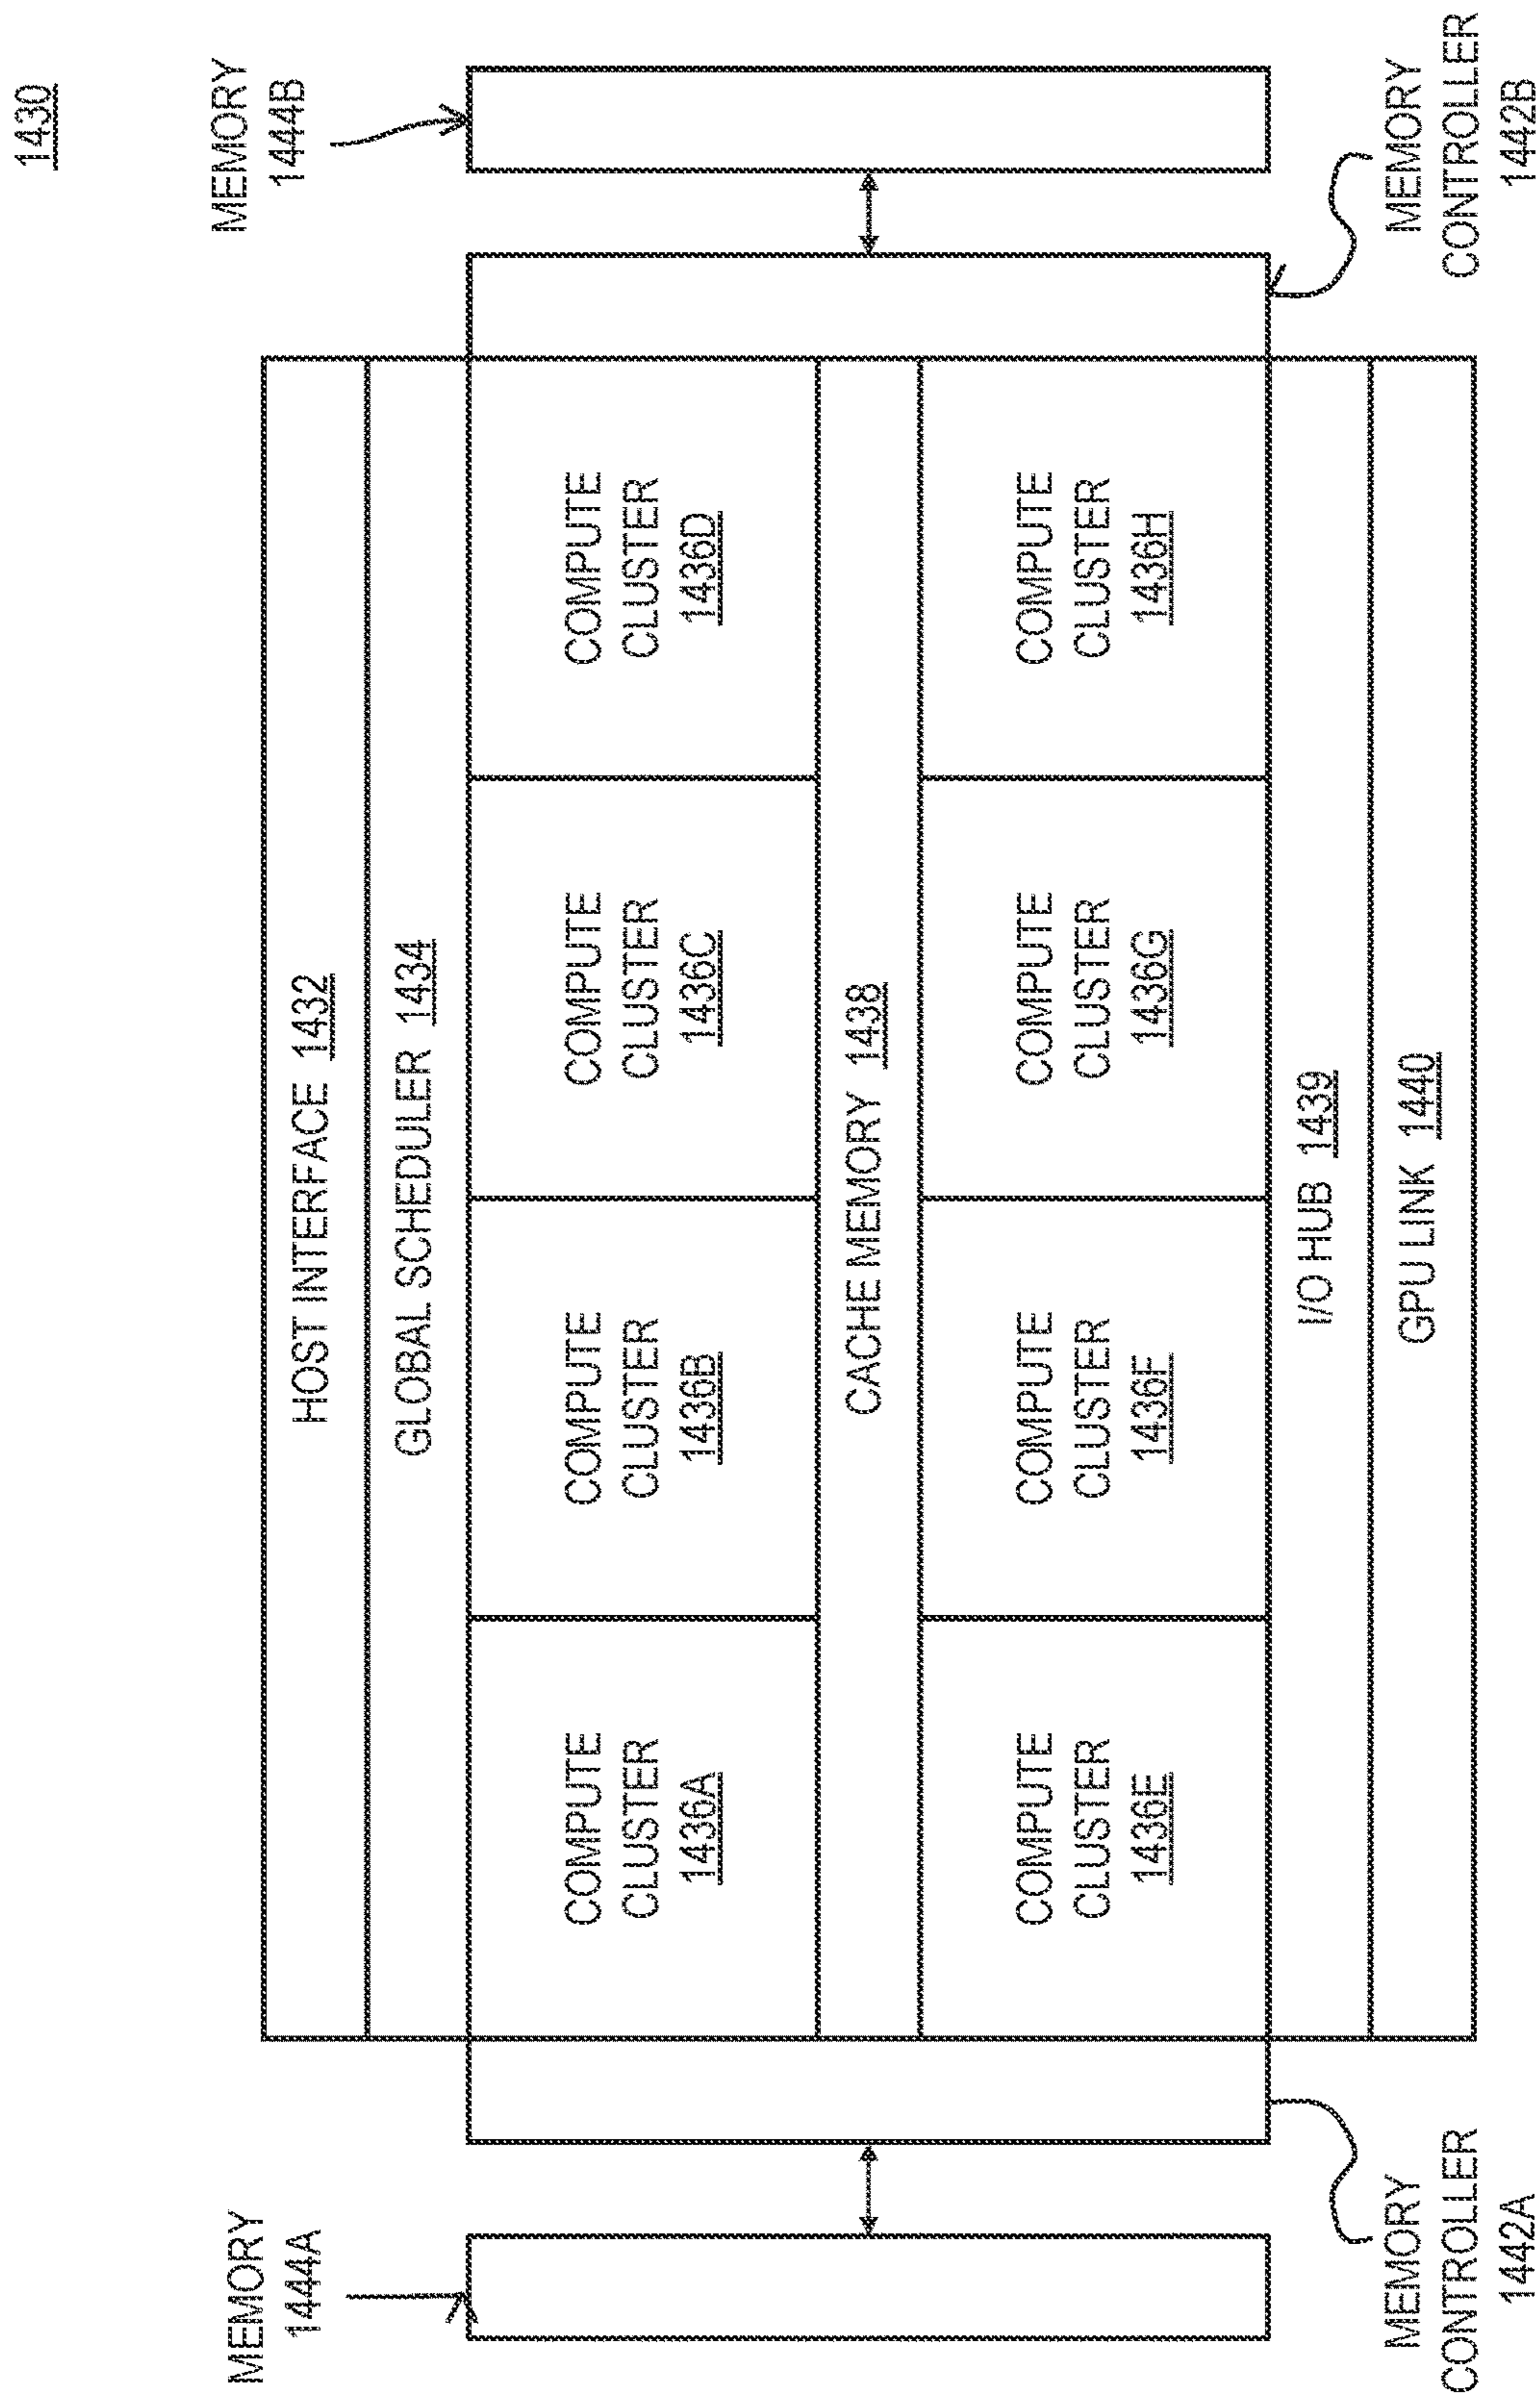 1430
HOST INTERFACE 1432
GLOBAL SCHEDULER 1434
MEMORY
1444A
MEMORY
1444B
COMPUTE
CLUSTER
1436A
COMPUTE
CLUSTER
1436B
COMPUTE
CLUSTER
1436C
COMPUTE
CLUSTER
1436D
CACHE MEMORY 1438
COMPUTE
CLUSTER
1436E
COMPUTE
CLUSTER
1436F
COMPUTE
CLUSTER
1436G
COMPUTE
CLUSTER
1436H
I/O HUB 1439
GPU LINK 1440
MEMORY
CONTROLLER
1442A
MEMORY
CONTROLLER
1442B